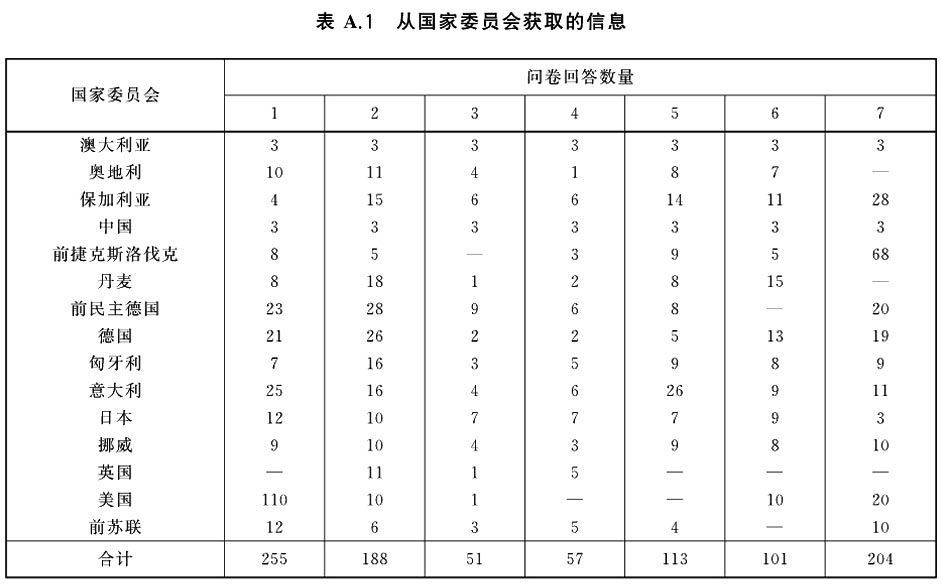 表 A.1 从国家委员会获取的信息
国家委员会 问卷回答数量
1 2 3 4 5 6 7
澳大利亚 3 3 3 3 3 3 3
奥地利 10 11 4 1 8 7 —
保加利亚 4 15 6 6 14 11 28
中国 3 3 3 3 3 3 3
前捷克斯洛伐克 8 5 — 3 9 5 68
丹麦 8 18 1 2 8 15 —
前民主德国 23 28 9 6 8 — 20
德国 21 26 2 2 5 13 19
匈牙利 7 16 3 5 9 8 9
意大利 25 16 4 6 26 9 11
日本 12 10 7 7 7 9 3
挪威 9 10 4 3 9 8 10
英国 — 11 1 5 — — —
美国 110 10 1 — — 10 20
前苏联 12 6 3 5 4 — 10
合计 255 188 51 57 113 101 204